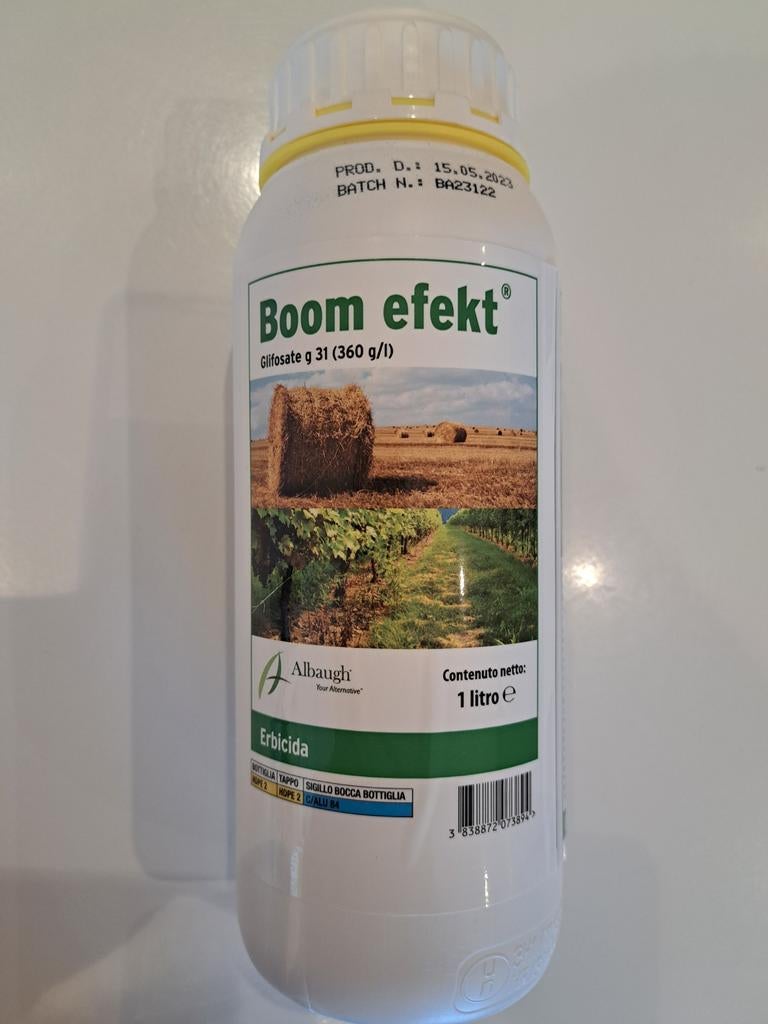 PROD. D.: 15.05.2023
BATCH N.: BA23122
Boom efekt®
Glifosate g 31 (360 g/l)
Albaugh®
Your Alternative™
Contenuto netto:
1 litro ℮
Erbicida
BOTTIGLIA TAPPO SIGILLO BOCCA BOTTIGLIA
HDPE 2 HDPE 2 C/ALU 84
3 838872 073894 >